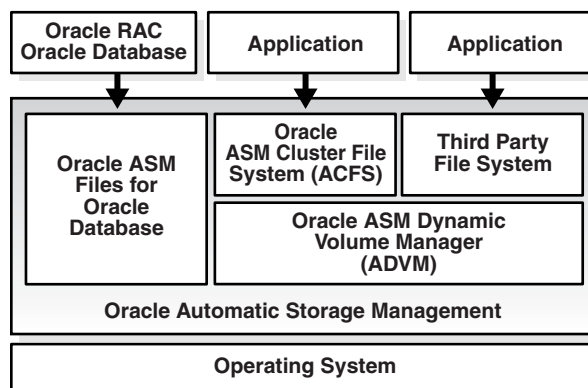 Oracle RAC
Oracle Database
Application
Application
Oracle ASM
Files for
Oracle
Database
Oracle
ASM Cluster File
System (ACFS)
Third Party
File System
Oracle ASM Dynamic
Volume Manager
(ADVM)
Oracle Automatic Storage Management
Operating System